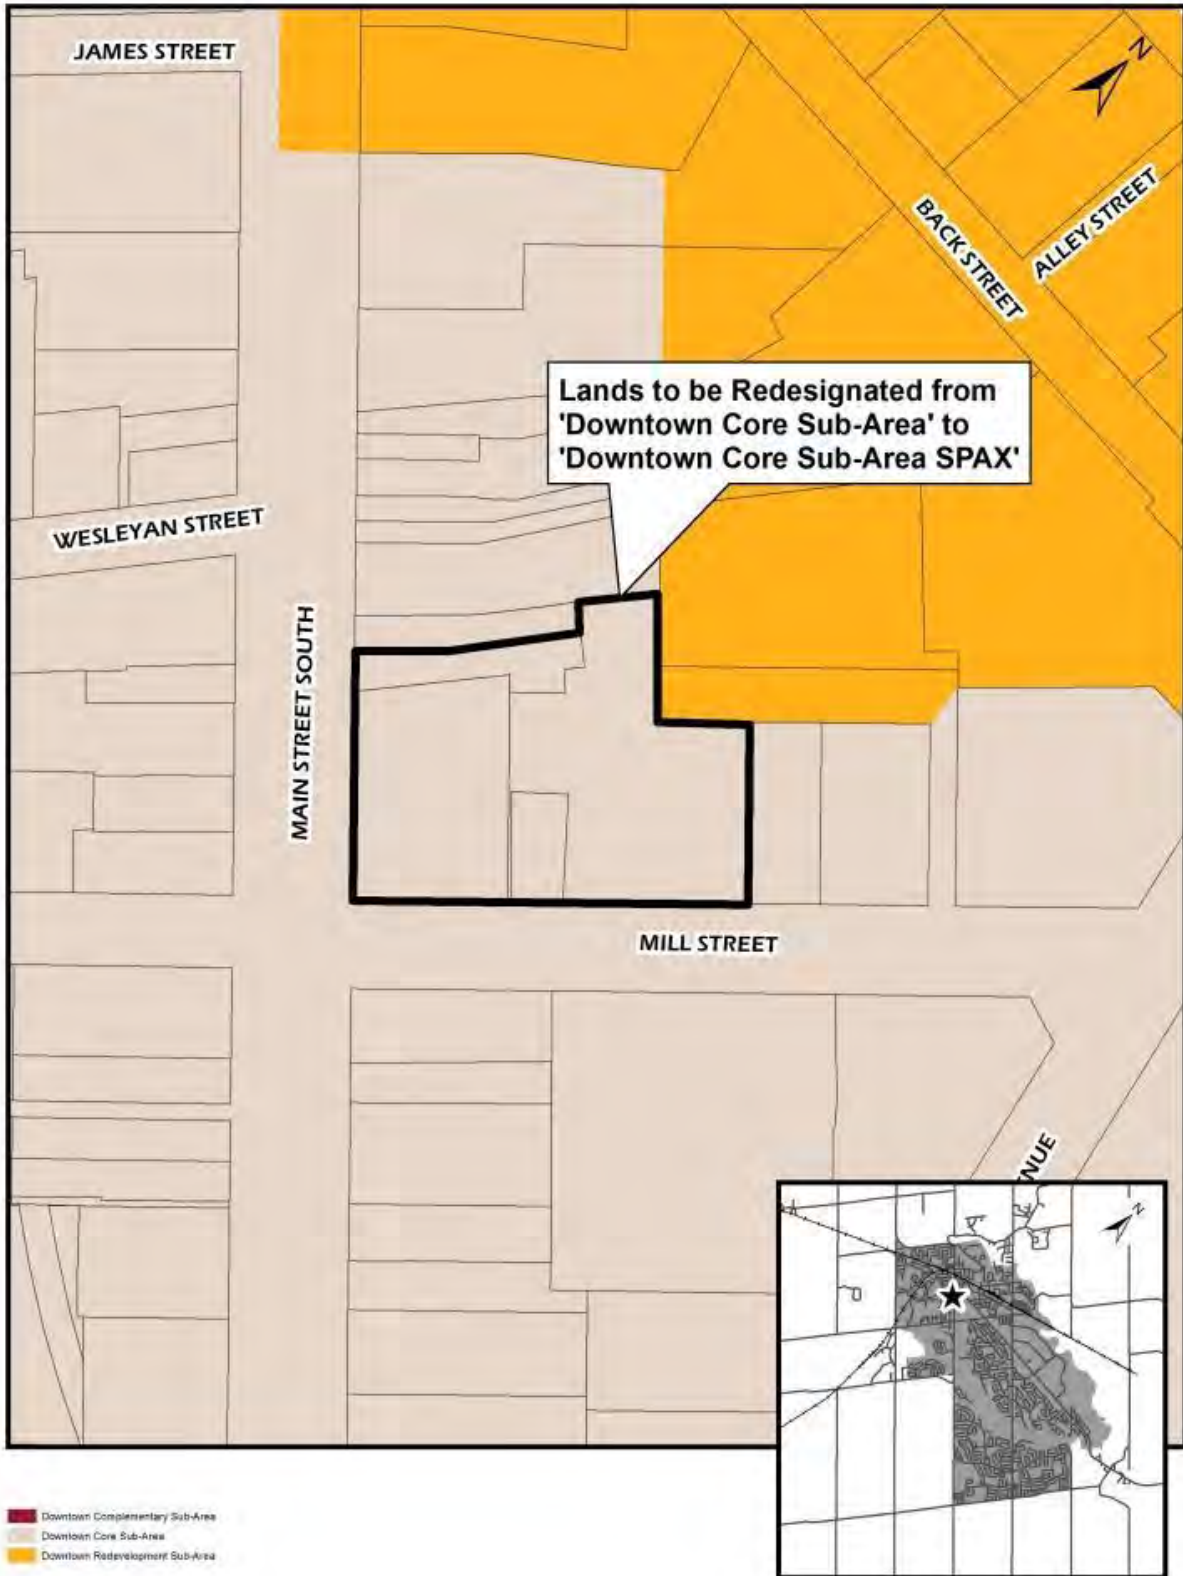 JAMES STREET
N
BACK STREET
ALLEY STREET
Lands to be Redesignated from
'Downtown Core Sub-Area' to
'Downtown Core Sub-Area SPAX'
WESLEYAN STREET
MAIN STREET SOUTH
MILL STREET
ENUE
N
Downtown Complementary Sub-Area
Downtown Core Sub-Area
Downtown Redevelopment Sub-Area